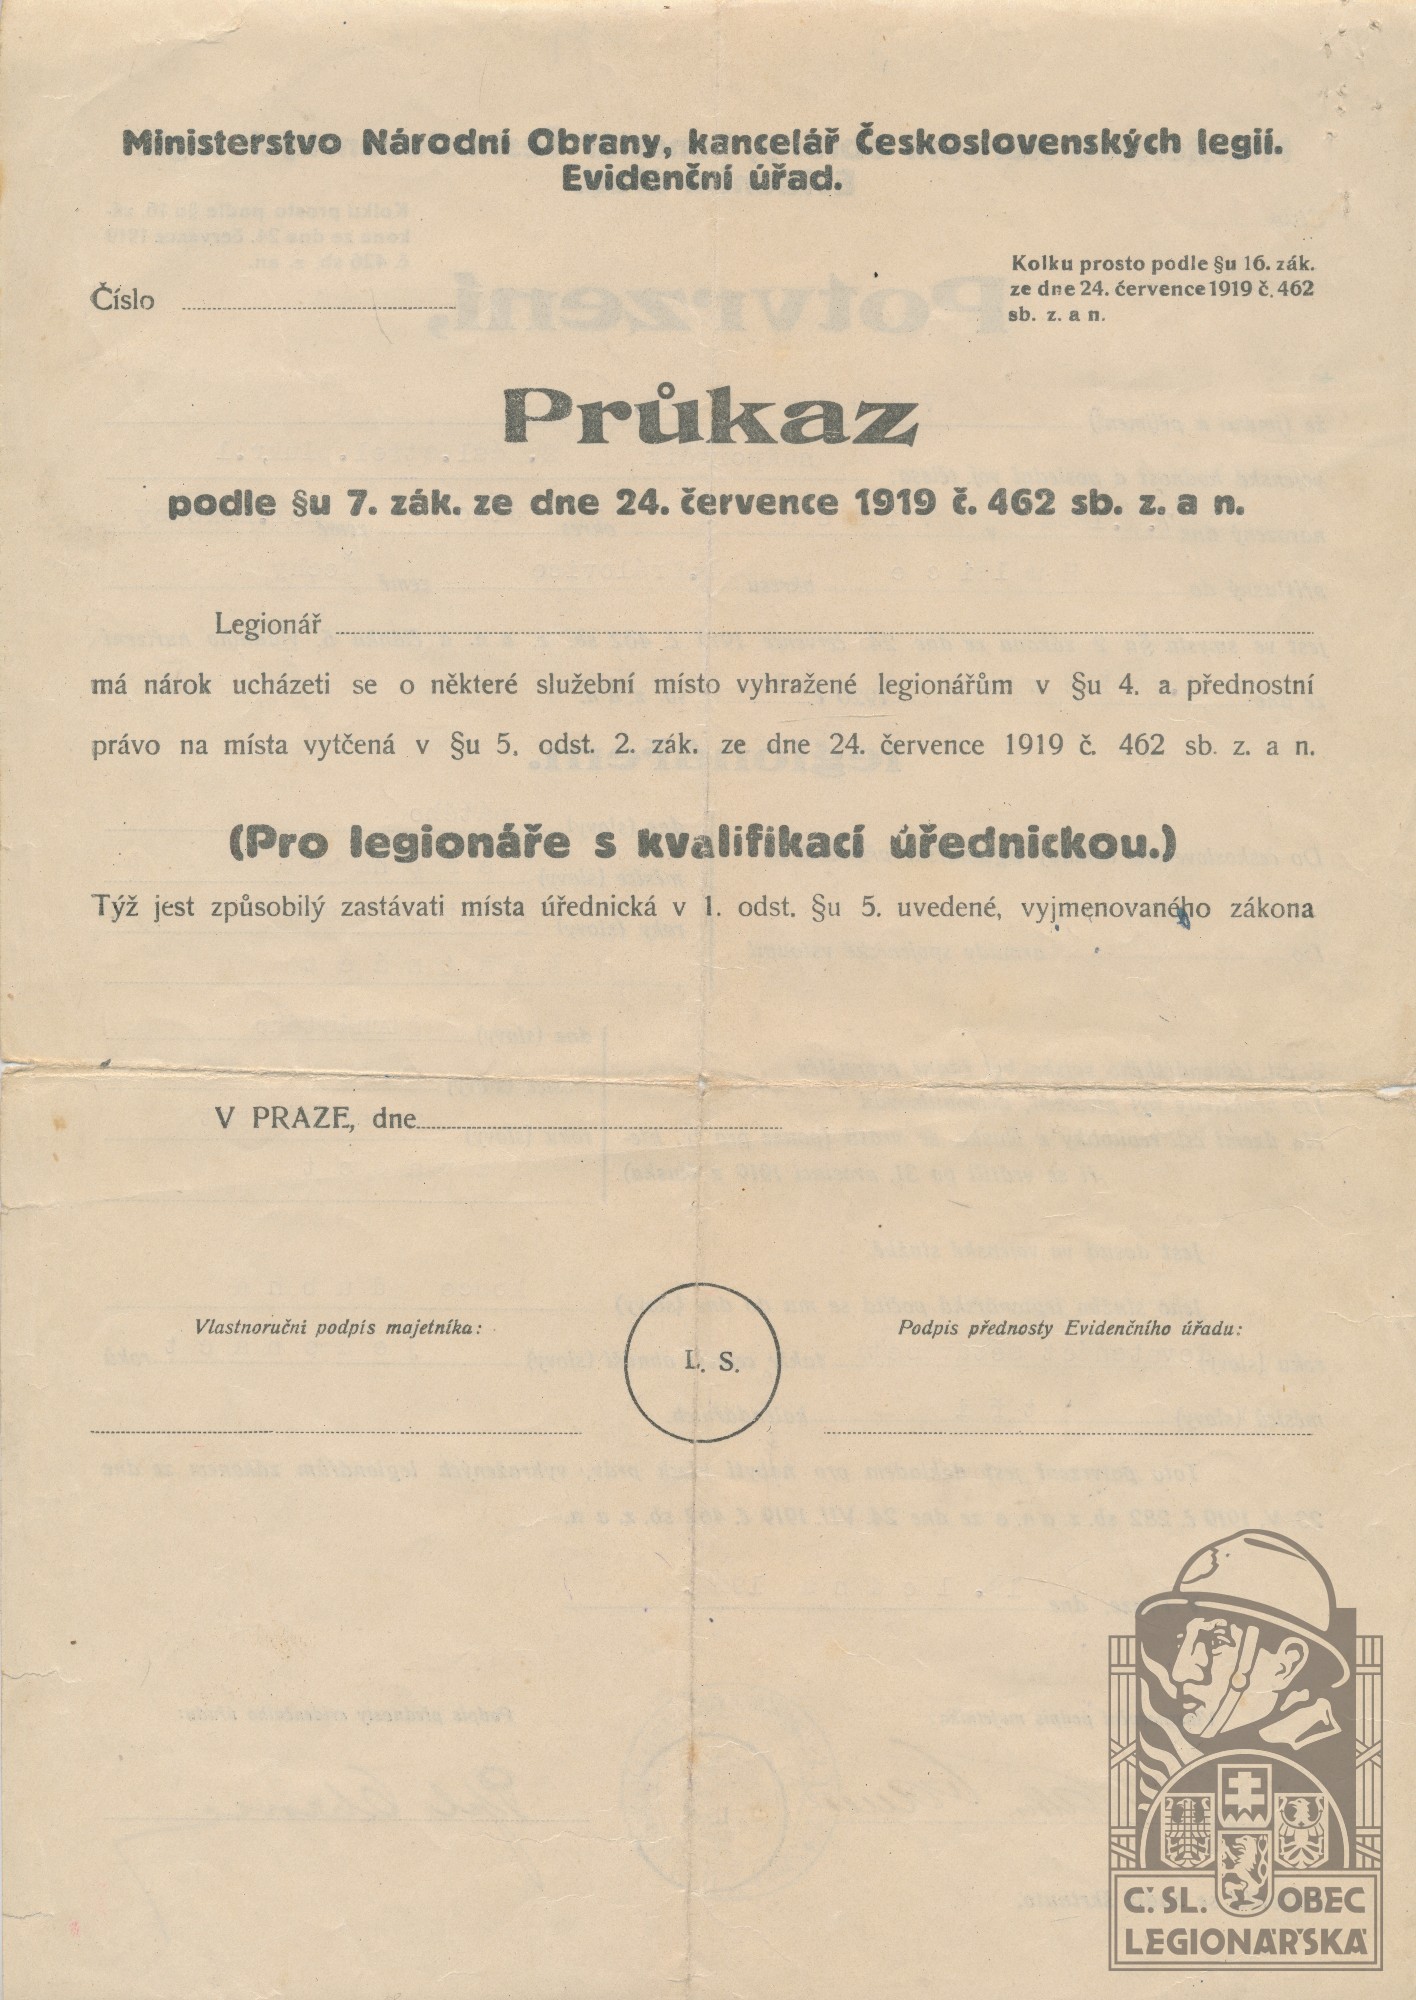 Ministerstvo Národní Obrany, kancelář Československých legií.
Evidenční úřad.
Číslo
Kolku prosto podle §u 16. zák.
ze dne 24. července 1919 č. 462
sb. z. a n.
Průkaz
podle §u 7. zák. ze dne 24. července 1919 č. 462 sb. z. a n.
Legionář
má nárok ucházeti se o některé služební místo vyhražené legionářům v §u 4. a přednostní
právo na místa vytčená v §u 5. odst. 2. zák. ze dne 24. července 1919 č. 462 sb. z. a n.
(Pro legionáře s kvalifikací úřednickou.)
Týž jest způsobilý zastávati místa úřednická v 1. odst. §u 5. uvedené, vyjmenovaného zákona
V PRAZE, dne
Vlastnoruční podpis majetníka:
L. S.
Podpis přednosty Evidenčního úřadu:
Č. SL. OBEC
LEGIONÁŘSKÁ